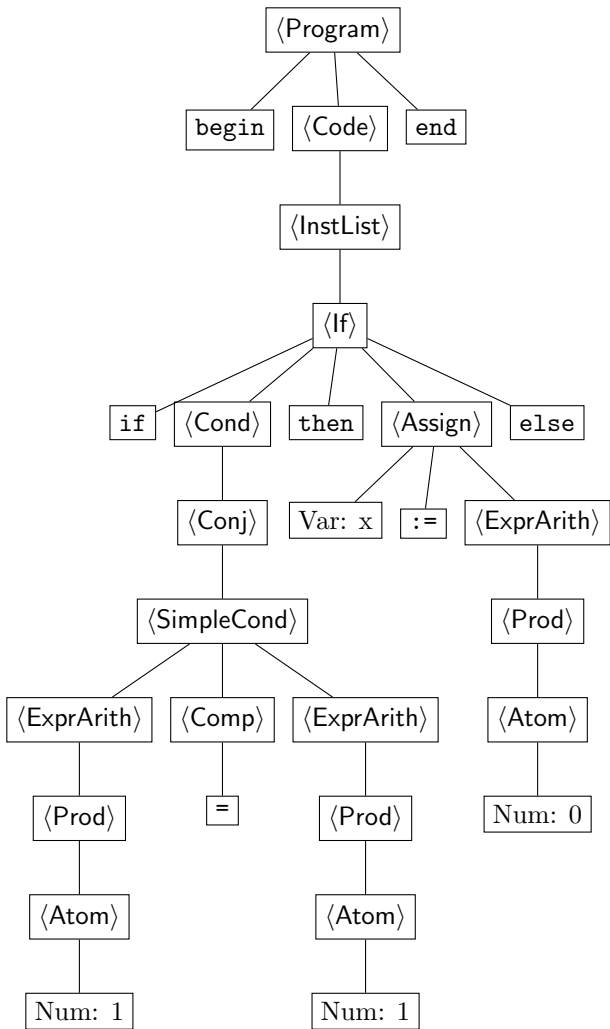 ⟨Program⟩
begin ⟨Code⟩ end
⟨InstList⟩
⟨If⟩
if ⟨Cond⟩ then ⟨Assign⟩ else
⟨Conj⟩ Var: x := ⟨ExprArith⟩
⟨SimpleCond⟩ ⟨Prod⟩
⟨ExprArith⟩ ⟨Comp⟩ ⟨ExprArith⟩ ⟨Atom⟩
⟨Prod⟩ = ⟨Prod⟩ Num: 0
⟨Atom⟩ ⟨Atom⟩
Num: 1 Num: 1